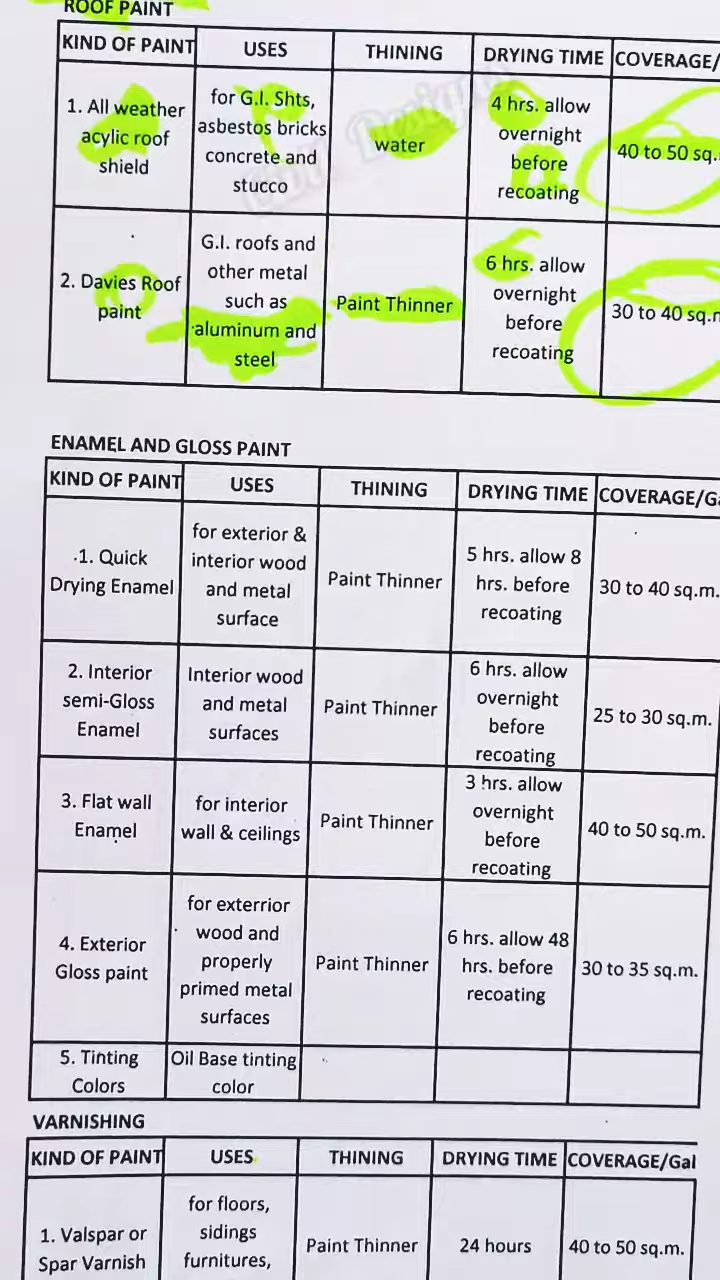 ROOF PAINT
KIND OF PAINT USES THINING DRYING TIME COVERAGE/
1. All weather acylic roof shield
for G.I. Shts, asbestos bricks concrete and stucco
water
4 hrs. allow overnight before recoating
40 to 50 sq.
2. Davies Roof paint
G.I. roofs and other metal such as aluminum and steel
Paint Thinner
6 hrs. allow overnight before recoating
30 to 40 sq.
ENAMEL AND GLOSS PAINT
KIND OF PAINT USES THINING DRYING TIME COVERAGE/Ga
1. Quick Drying Enamel
for exterior & interior wood and metal surface
Paint Thinner
5 hrs. allow 8 hrs. before recoating
30 to 40 sq.m.
2. Interior semi-Gloss Enamel
Interior wood and metal surfaces
Paint Thinner
6 hrs. allow overnight before recoating
25 to 30 sq.m.
3. Flat wall Enamel
for interior wall & ceilings
Paint Thinner
3 hrs. allow overnight before recoating
40 to 50 sq.m.
4. Exterior Gloss paint
for exterrior wood and properly primed metal surfaces
Paint Thinner
6 hrs. allow 48 hrs. before recoating
30 to 35 sq.m.
5. Tinting Colors
Oil Base tinting color
VARNISHING
KIND OF PAINT USES THINING DRYING TIME COVERAGE/Gal
1. Valspar or Spar Varnish
for floors, sidings furnitures,
Paint Thinner
24 hours
40 to 50 sq.m.